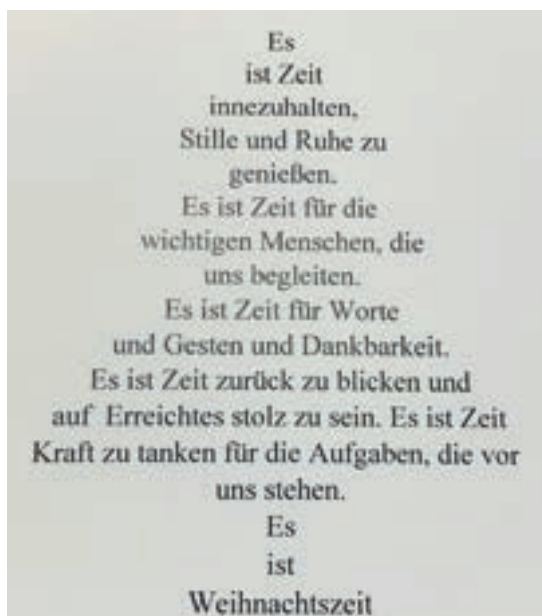 Es
ist Zeit
innezuhalten,
Stille und Ruhe zu
genießen.
Es ist Zeit für die
wichtigen Menschen, die
uns begleiten.
Es ist Zeit für Worte
und Gesten und Dankbarkeit.
Es ist Zeit zurück zu blicken und
auf Erreichtes stolz zu sein. Es ist Zeit
Kraft zu tanken für die Aufgaben, die vor
uns stehen.
Es
ist
Weihnachtszeit